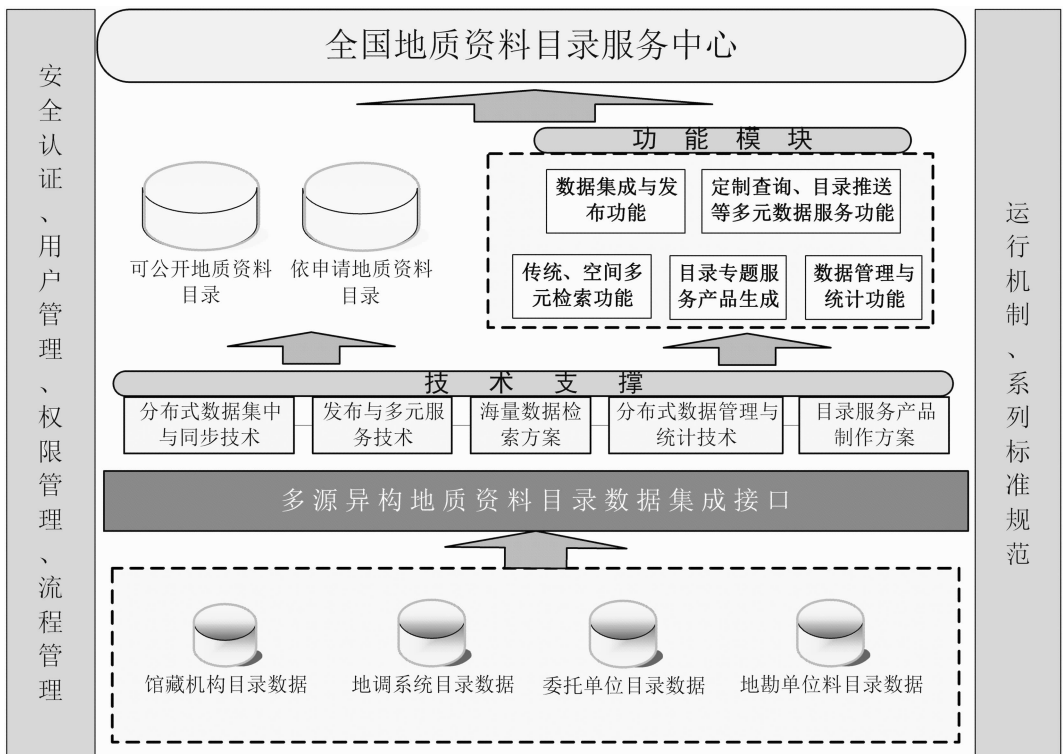 全国地质资料目录服务中心
安全认证、用户管理、权限管理、流程管理
功能模块
数据集成与发
布功能
定制查询、目录推送
等多元数据服务功能
传统、空间多
元检索功能
目录专题服
务产品生成
数据管理与
统计功能
可公开地质资料
目录
依申请地质资料
目录
技术支撑
分布式数据集中
与同步技术
发布与多元服
务技术
海量数据检
索方案
分布式数据管理与
统计技术
目录服务产品
制作方案
多源异构地质资料目录数据集成接口
馆藏机构目录数据
地调系统目录数据
委托单位目录数据
地勘单位料目录数据
运行机制、系列标准规范